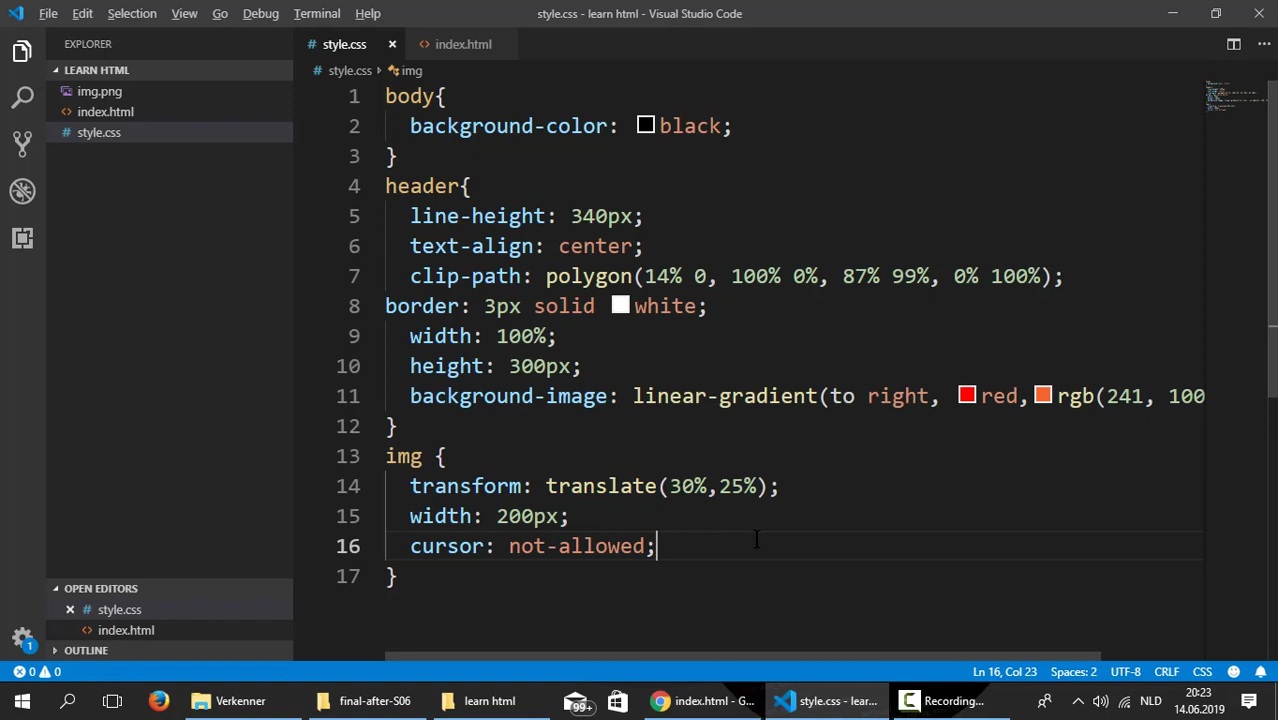 File Edit Selection View Go Debug Terminal Help
style.css - learn html - Visual Studio Code
EXPLORER
LEARN HTML
img.png
index.html
style.css
OPEN EDITORS
# style.css
<> index.html
OUTLINE
# style.css
<> index.html
# style.css > img
1 body{
2 background-color: black;
3 }
4 header{
5 line-height: 340px;
6 text-align: center;
7 clip-path: polygon(14% 0, 100% 0%, 87% 99%, 0% 100%);
8 border: 3px solid white;
9 width: 100%;
10 height: 300px;
11 background-image: linear-gradient(to right, red, rgb(241, 100
12 }
13 img {
14 transform: translate(30%,25%);
15 width: 200px;
16 cursor: not-allowed;
17 }
1
0 0
Ln 16, Col 23 Spaces: 2 UTF-8 CRLF CSS
Verkenner
final-after-S06
learn html
99+
index.html - G...
style.css - lear...
Recording...
NLD
20:23
14.06.2019